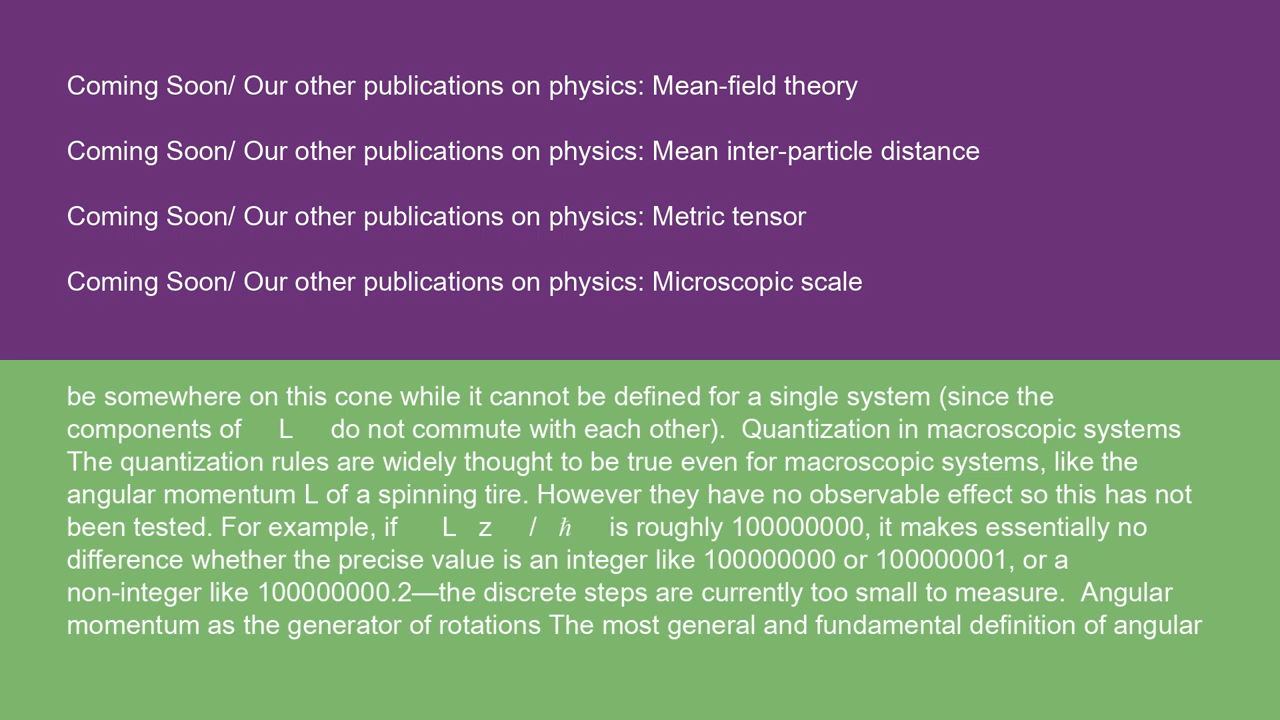 Coming Soon/ Our other publications on physics: Mean-field theory
Coming Soon/ Our other publications on physics: Mean inter-particle distance
Coming Soon/ Our other publications on physics: Metric tensor
Coming Soon/ Our other publications on physics: Microscopic scale
be somewhere on this cone while it cannot be defined for a single system (since the
components of L do not commute with each other). Quantization in macroscopic systems
The quantization rules are widely thought to be true even for macroscopic systems, like the
angular momentum L of a spinning tire. However they have no observable effect so this has not
been tested. For example, if L z / ℏ is roughly 100000000, it makes essentially no
difference whether the precise value is an integer like 100000000 or 100000001, or a
non-integer like 100000000.2—the discrete steps are currently too small to measure. Angular
momentum as the generator of rotations The most general and fundamental definition of angular